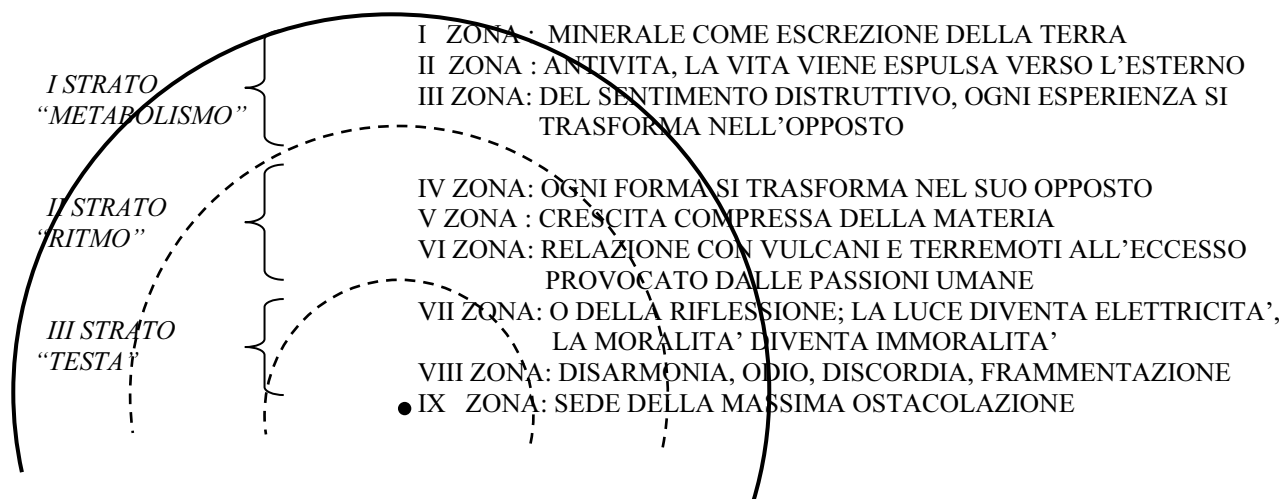 I ZONA : MINERALE COME ESCREZIONE DELLA TERRA
II ZONA : ANTIVITA, LA VITA VIENE ESPULSA VERSO L'ESTERNO
III ZONA: DEL SENTIMENTO DISTRUTTIVO, OGNI ESPERIENZA SI
TRASFORMA NELL'OPPOSTO
I STRATO
“METABOLISMO”
IV ZONA: OGNI FORMA SI TRASFORMA NEL SUO OPPOSTO
V ZONA : CRESCITA COMPRESSA DELLA MATERIA
VI ZONA: RELAZIONE CON VULCANI E TERREMOTI ALL'ECCESSO
PROVOCATO DALLE PASSIONI UMANE
II STRATO
“RITMO”
VII ZONA: O DELLA RIFLESSIONE; LA LUCE DIVENTA ELETTRICITA',
LA MORALITA' DIVENTA IMMORALITA'
VIII ZONA: DISARMONIA, ODIO, DISCORDIA, FRAMMENTAZIONE
IX ZONA: SEDE DELLA MASSIMA OSTACOLAZIONE
III STRATO
“TESTA”